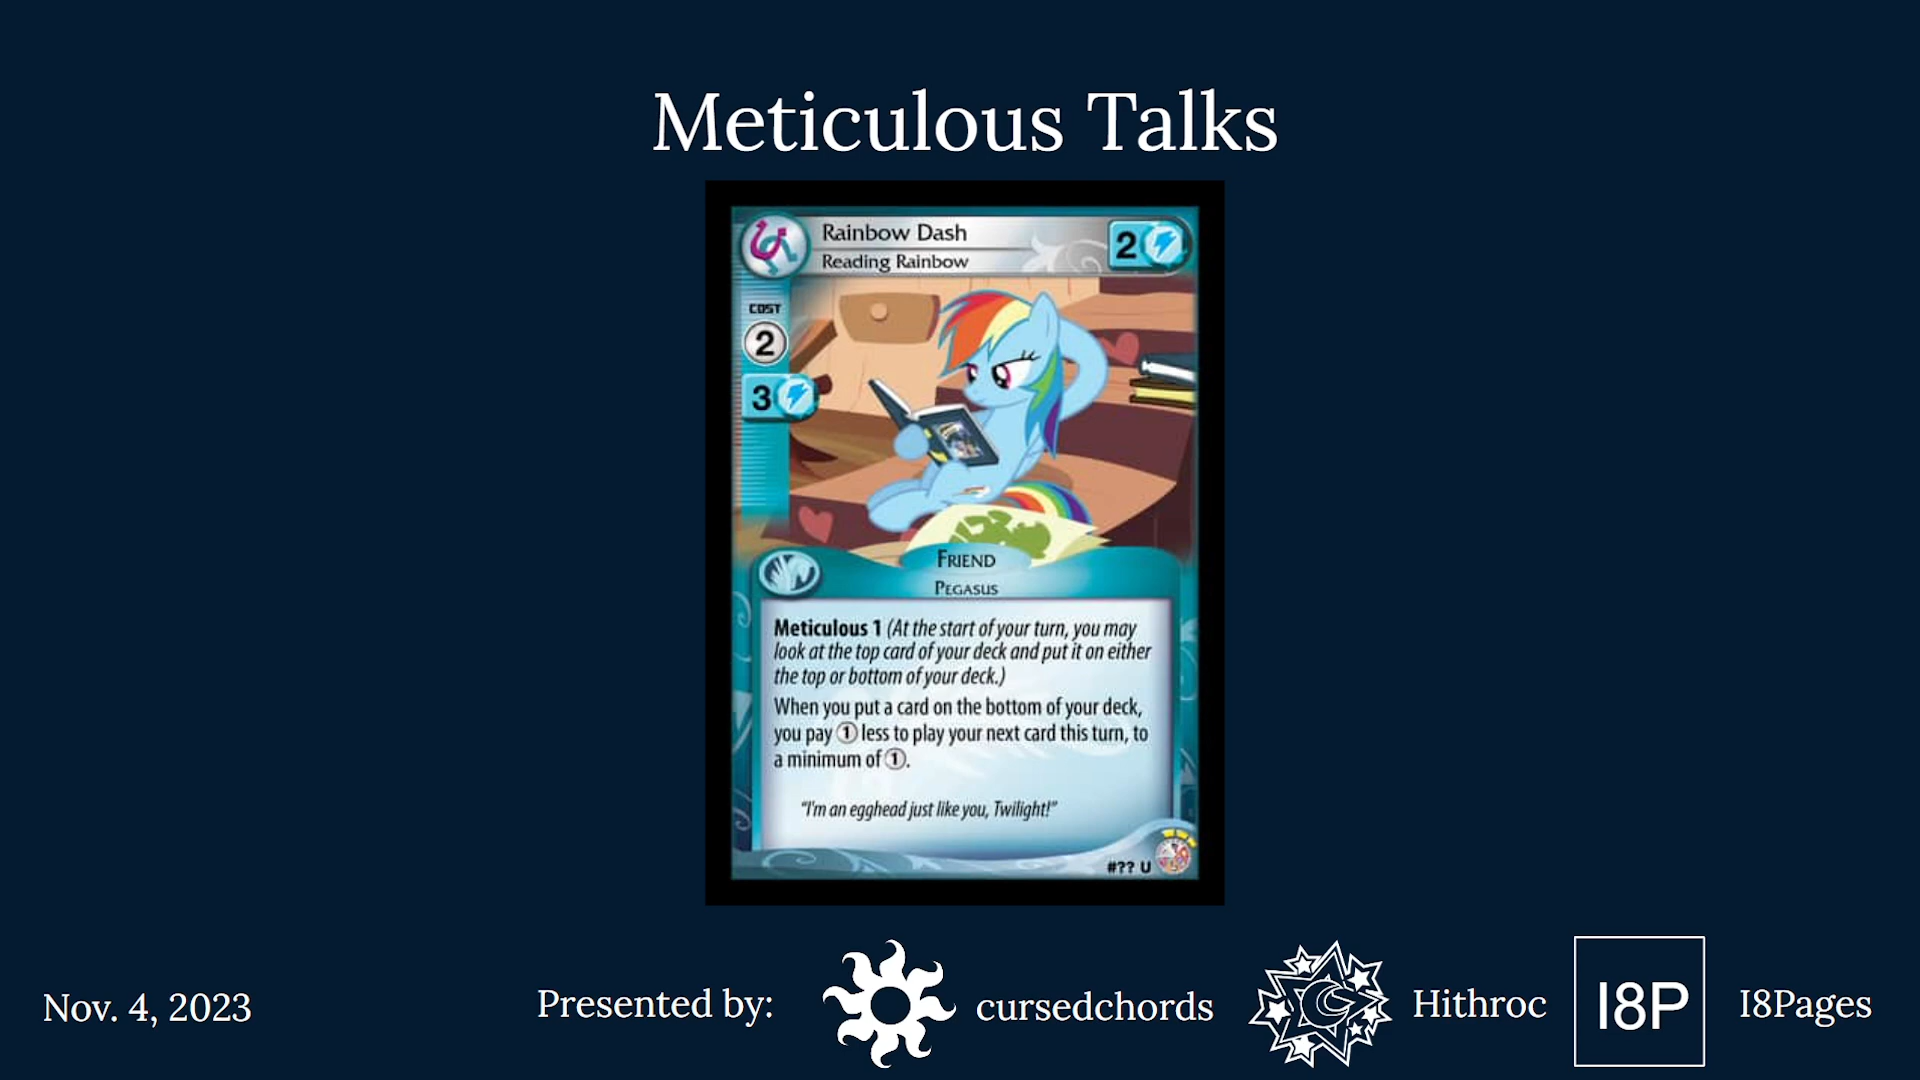 Meticulous Talks
Rainbow Dash
Reading Rainbow
2
COST
2
3
FRIEND
PEGASUS
Meticulous 1 (At the start of your turn, you may
look at the top card of your deck and put it on either
the top or bottom of your deck.)
When you put a card on the bottom of your deck,
you pay 1 less to play your next card this turn, to
a minimum of 1.
"I'm an egghead just like you, Twilight!"
#?? U
Nov. 4, 2023
Presented by:
cursedchords
Hithroc
I8P
I8Pages